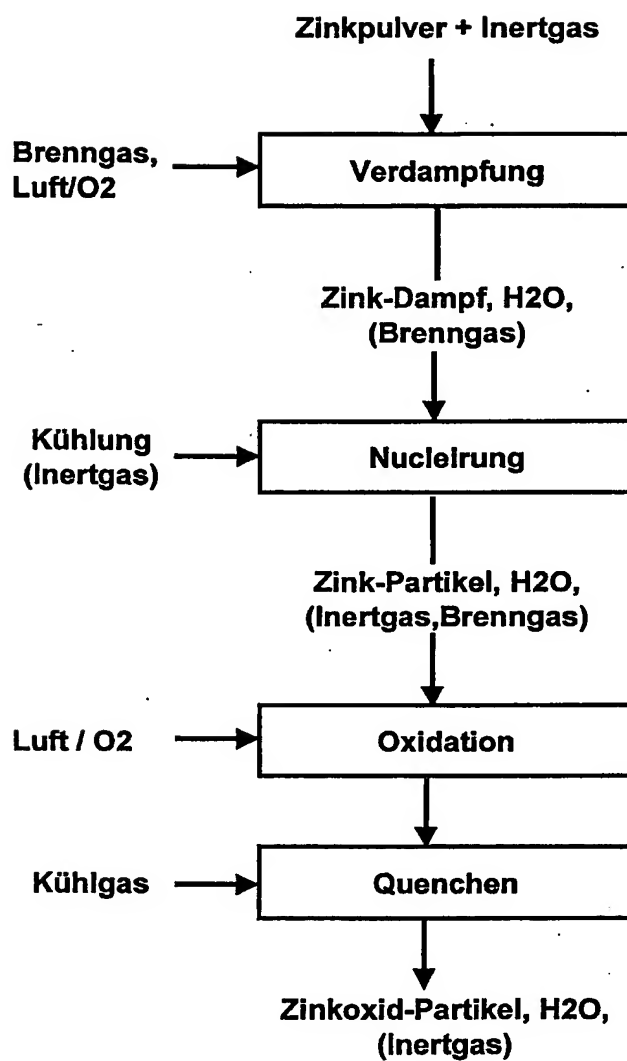 Zinkpulver + Inertgas
Brenngas,
Luft/O2
Verdampfung
Zink-Dampf, H2O,
(Brenngas)
Kühlung
(Inertgas)
Nucleirung
Zink-Partikel, H2O,
(Inertgas,Brenngas)
Luft / O2
Oxidation
Kühlgas
Quenchen
Zinkoxid-Partikel, H2O,
(Inertgas)